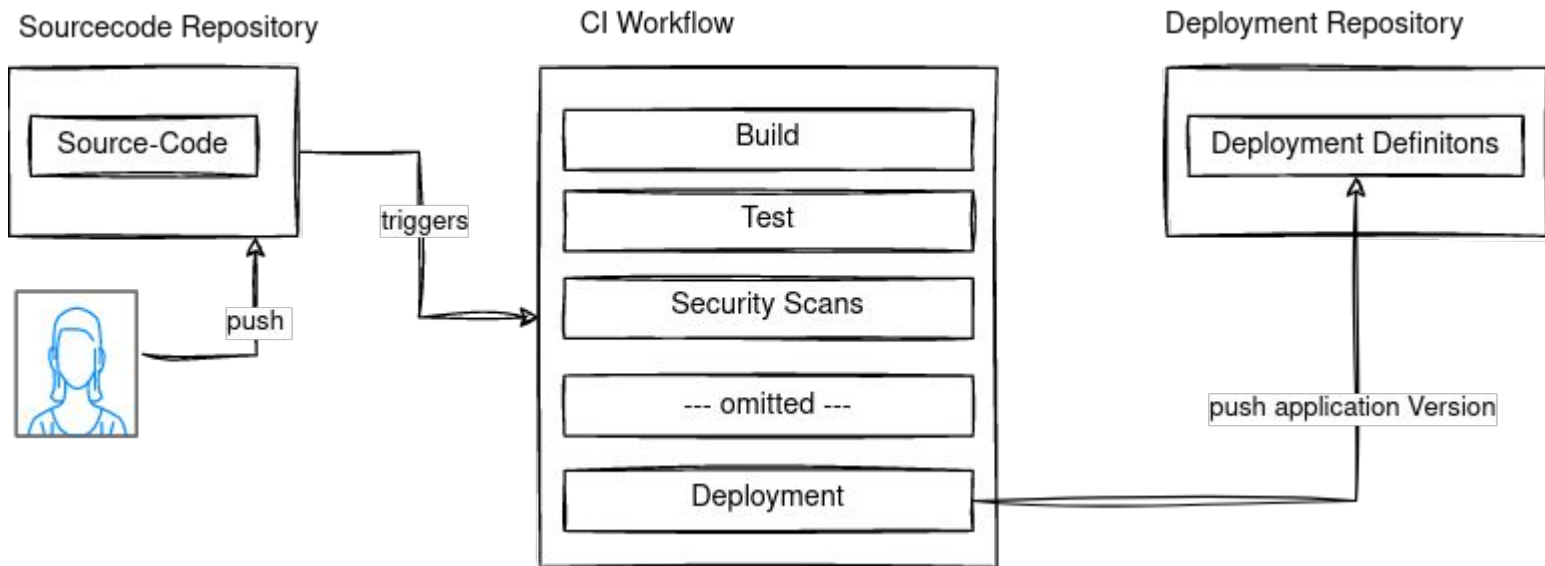 Sourcecode Repository
CI Workflow
Deployment Repository
Source-Code
Build
Deployment Definitons
triggers
Test
push
Security Scans
--- omitted ---
push application Version
Deployment